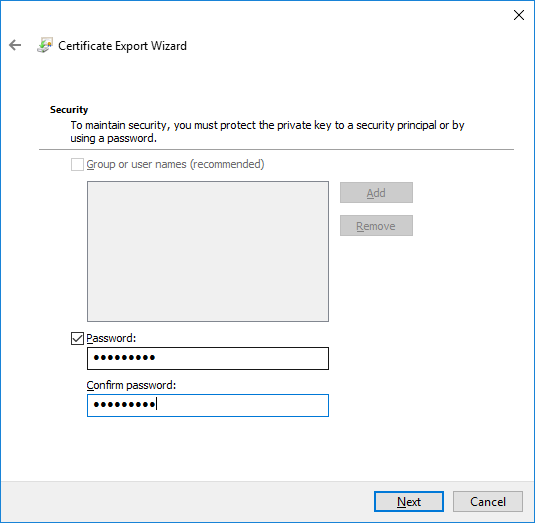 Certificate Export Wizard
Security
To maintain security, you must protect the private key to a security principal or by
using a password.
Group or user names (recommended)
Add
Remove
Password:
●●●●●●●●●
Confirm password:
●●●●●●●●●
Next
Cancel